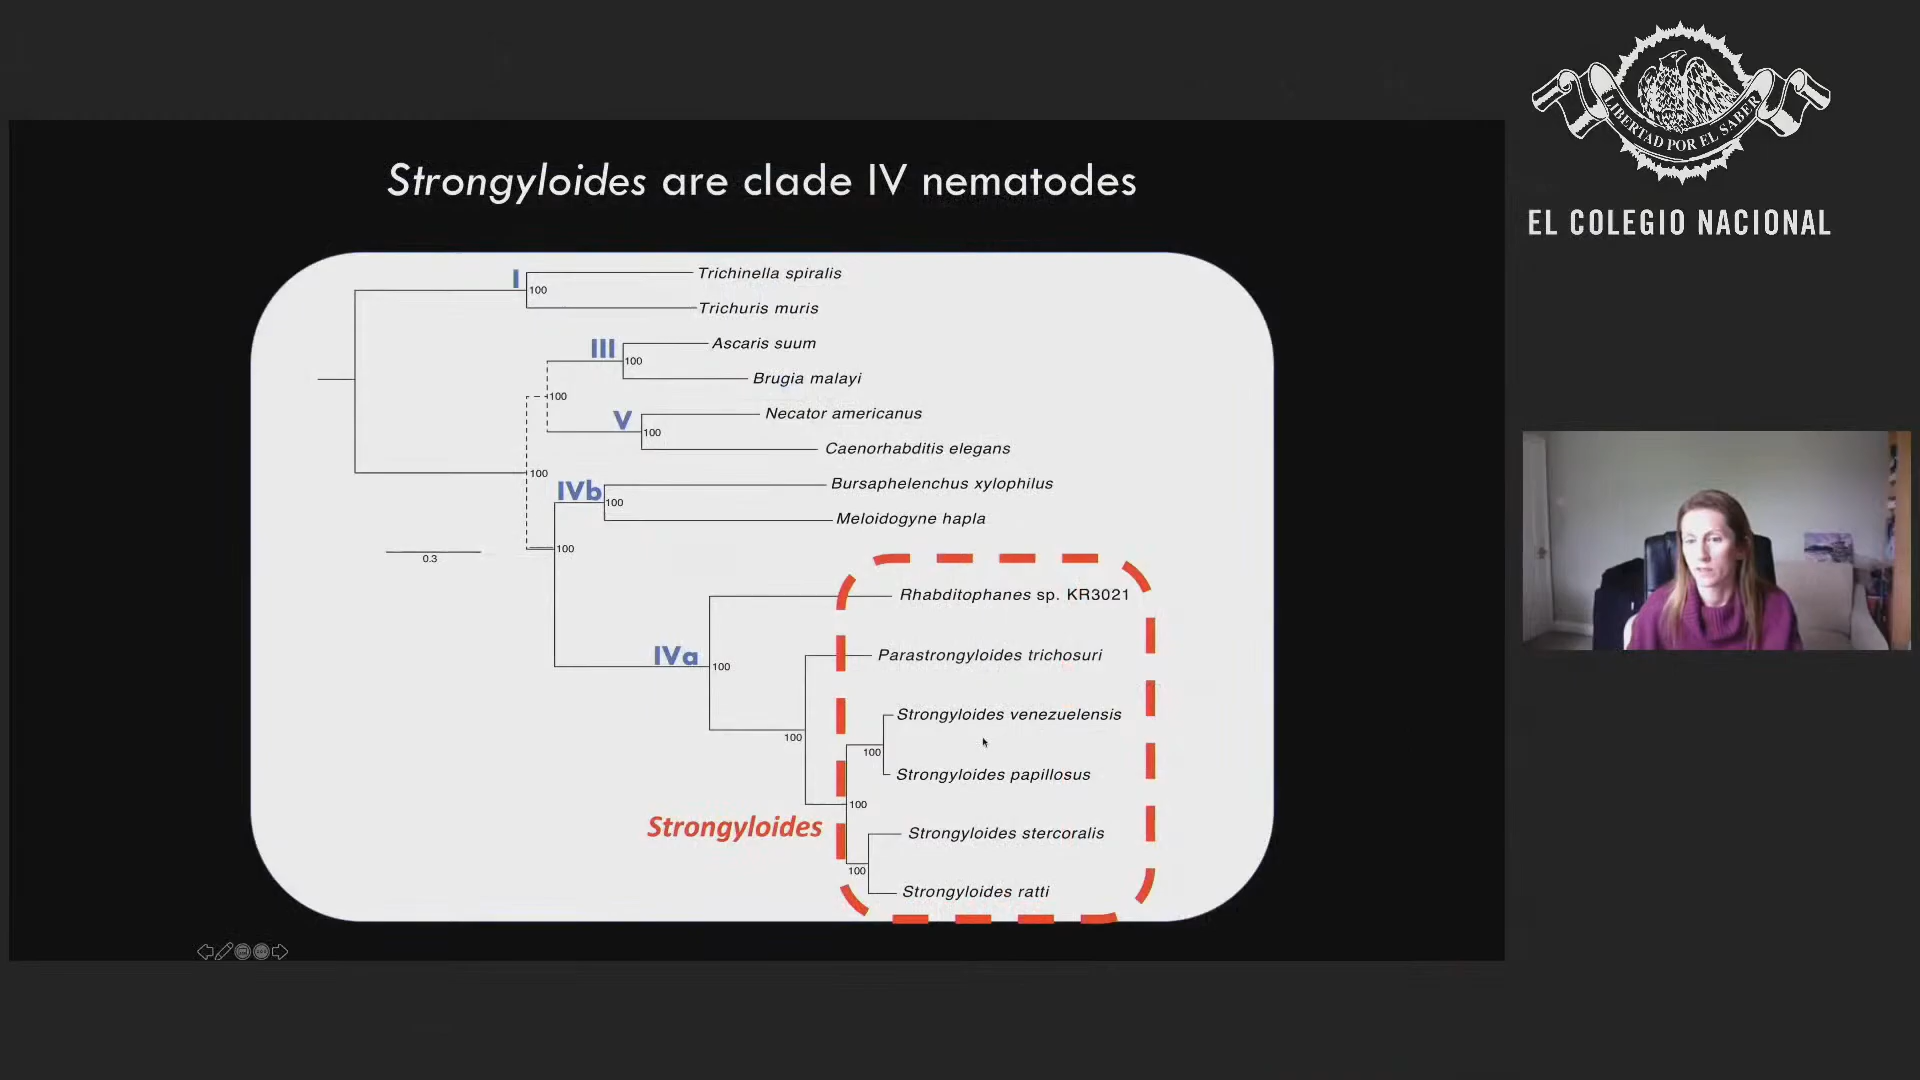 LIBERTAD POR EL SABER
EL COLEGIO NACIONAL
Strongyloides are clade IV nematodes
I
100
Trichinella spiralis
Trichuris muris
III
100
Ascaris suum
Brugia malayi
100
V
100
Necator americanus
Caenorhabditis elegans
100
IVb
100
Bursaphelenchus xylophilus
Meloidogyne hapla
100
0.3
Rhabditophanes sp. KR3021
IVa
100
Parastrongyloides trichosuri
100
Strongyloides venezuelensis
100
Strongyloides papillosus
100
Strongyloides
Strongyloides stercoralis
100
Strongyloides ratti